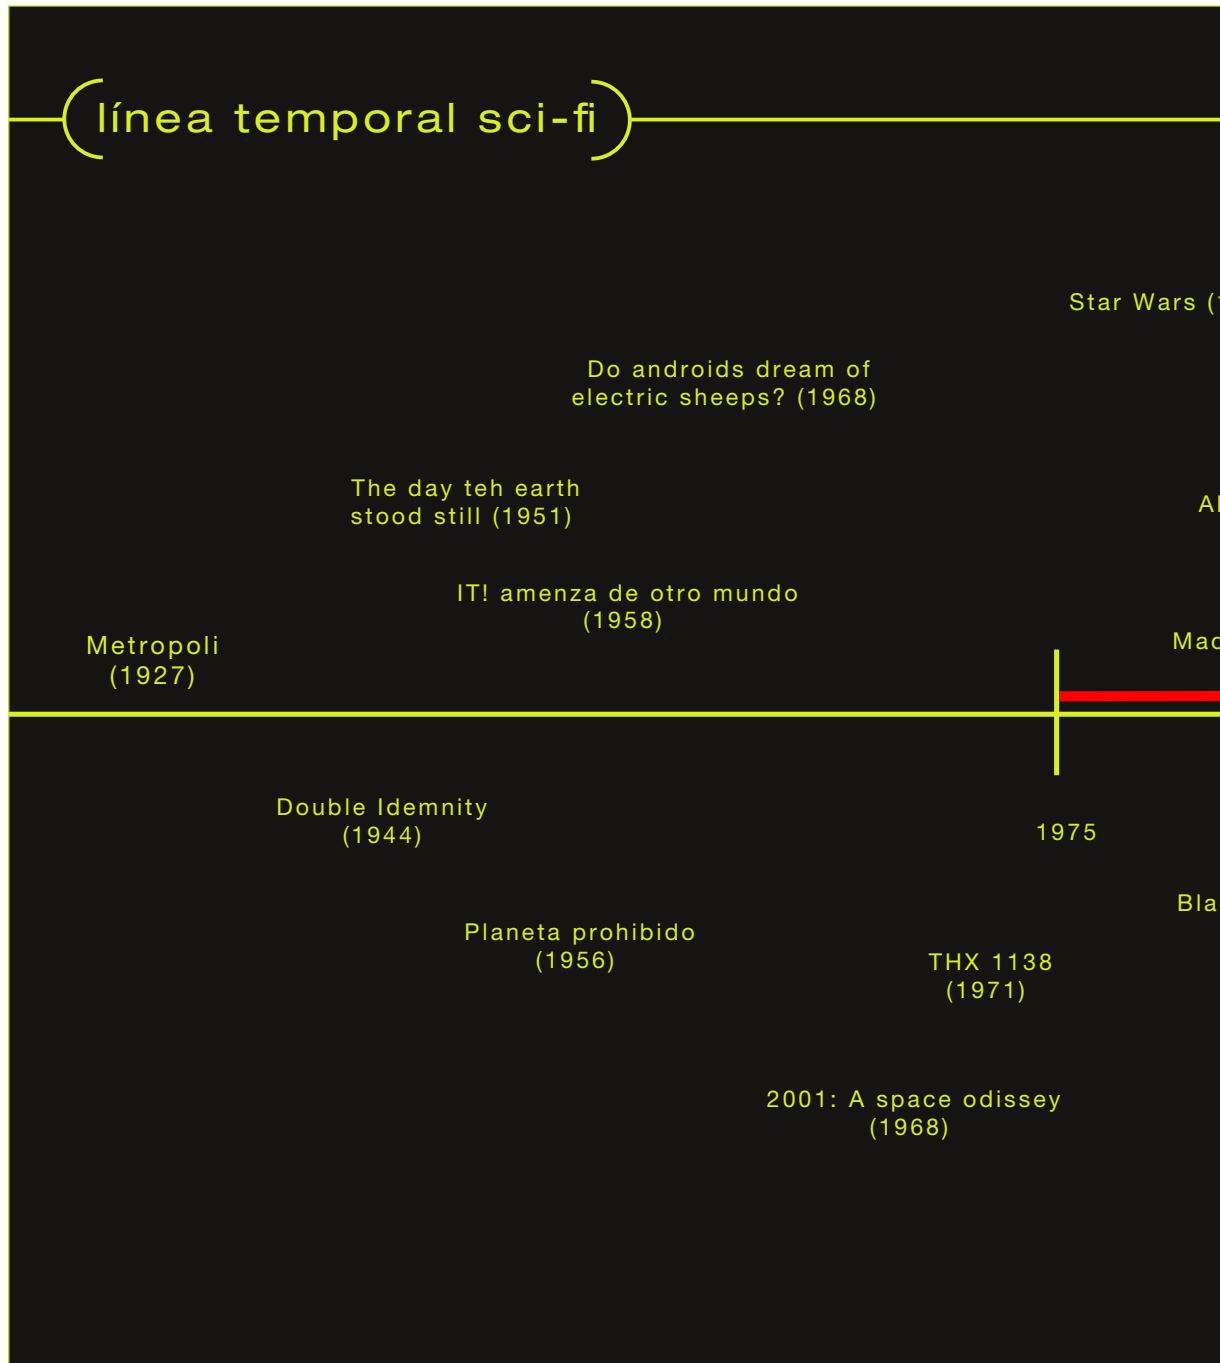 línea temporal sci-fi
Star Wars (
Do androids dream of
electric sheeps? (1968)
The day teh earth
stood still (1951)
IT! amenza de otro mundo
(1958)
Metropoli
(1927)
Double Idemnity
(1944)
1975
Planeta prohibido
(1956)
THX 1138
(1971)
2001: A space odissey
(1968)